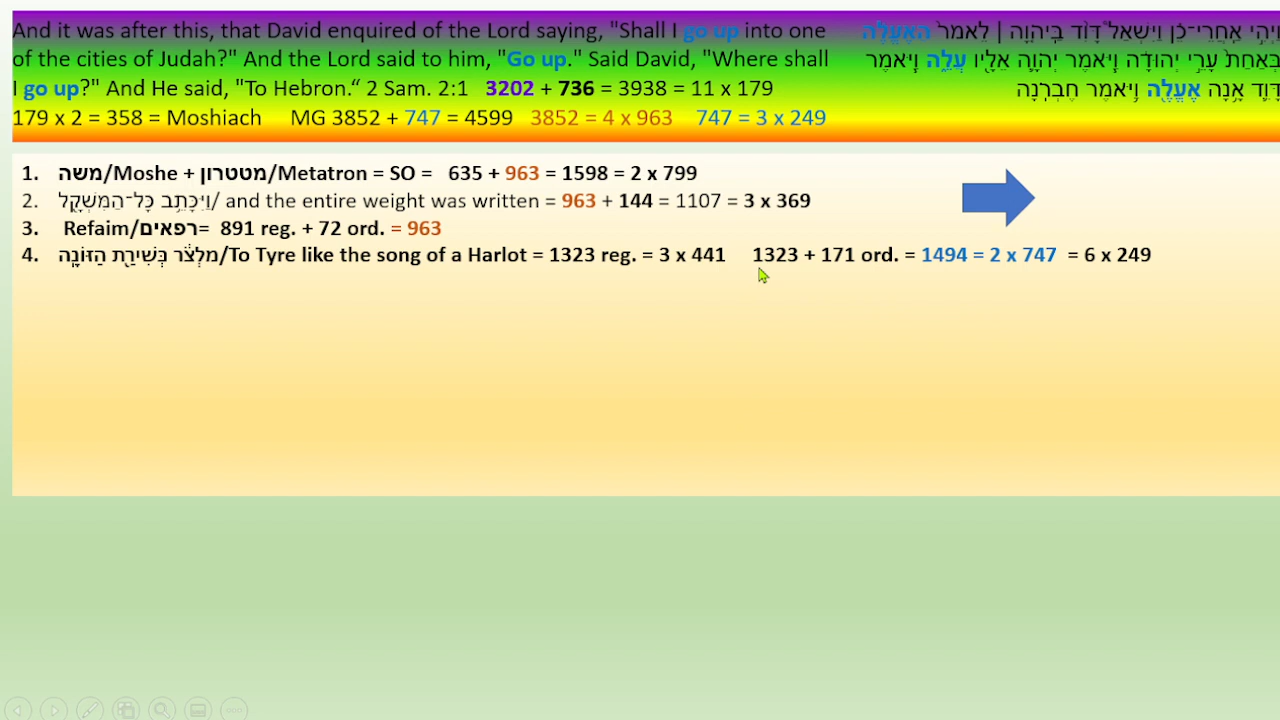 And it was after this, that David enquired of the Lord saying, "Shall I go up into one
of the cities of Judah?" And the Lord said to him, "Go up." Said David, "Where shall
I go up?" And He said, "To Hebron.“ 2 Sam. 2:1 3202 + 736 = 3938 = 11 x 179
179 x 2 = 358 = Moshiach MG 3852 + 747 = 4599 3852 = 4 x 963 747 = 3 x 249
וַיְהִ֣י אַֽחֲרֵי־כֵ֗ן וַיִּשְׁאַל֩ דָּוִ֨ד בַּֽיהֹוָ֤ה | לֵאמֹר֙ הַאֶֽעֱלֶ֗ה
בְּאַחַת֙ עָרֵ֣י יְהוּדָ֔ה וַיֹּ֧אמֶר יְהֹוָ֛ה אֵלָ֖יו עֲלֵ֑ה וַיֹּ֧אמֶר
דָּוִ֛ד אָ֥נָה אֶעֱלֶ֖ה וַיֹּ֥אמֶר חֶבְרֹֽנָה
1. משה/Moshe + מטטרון/Metatron = SO = 635 + 963 = 1598 = 2 x 799
2. וַיִּכָּתֵ֥ב כָּֽל־הַמִּשְׁקָ֖ל/ and the entire weight was written = 963 + 144 = 1107 = 3 x 369
3. Refaim/רפאים= 891 reg. + 72 ord. = 963
4. מלְצֹ֔ר כְּשִׁירַ֖ת הַזּוֹנָֽה/To Tyre like the song of a Harlot = 1323 reg. = 3 x 441 1323 + 171 ord. = 1494 = 2 x 747 = 6 x 249